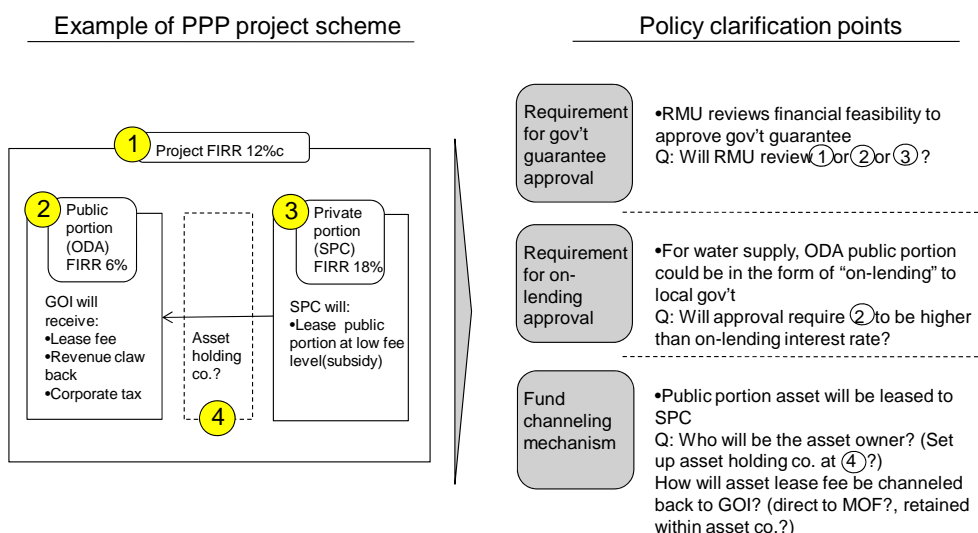 Example of PPP project scheme
Policy clarification points
1
Project FIRR 12%c
2
Public
portion
(ODA)
FIRR 6%
GOI will
receive:
•Lease fee
•Revenue claw
back
•Corporate tax
Asset
holding
co.?
4
3
Private
portion
(SPC)
FIRR 18%
SPC will:
•Lease public
portion at low fee
level(subsidy)
Requirement
for gov’t
guarantee
approval
•RMU reviews financial feasibility to
approve gov’t guarantee
Q: Will RMU review 1 or 2 or 3 ?
Requirement
for on-
lending
approval
•For water supply, ODA public portion
could be in the form of “on-lending” to
local gov’t
Q: Will approval require 2 to be higher
than on-lending interest rate?
Fund
channeling
mechanism
•Public portion asset will be leased to
SPC
Q: Who will be the asset owner? (Set
up asset holding co. at 4 ?)
How will asset lease fee be channeled
back to GOI? (direct to MOF?, retained
within asset co.?)